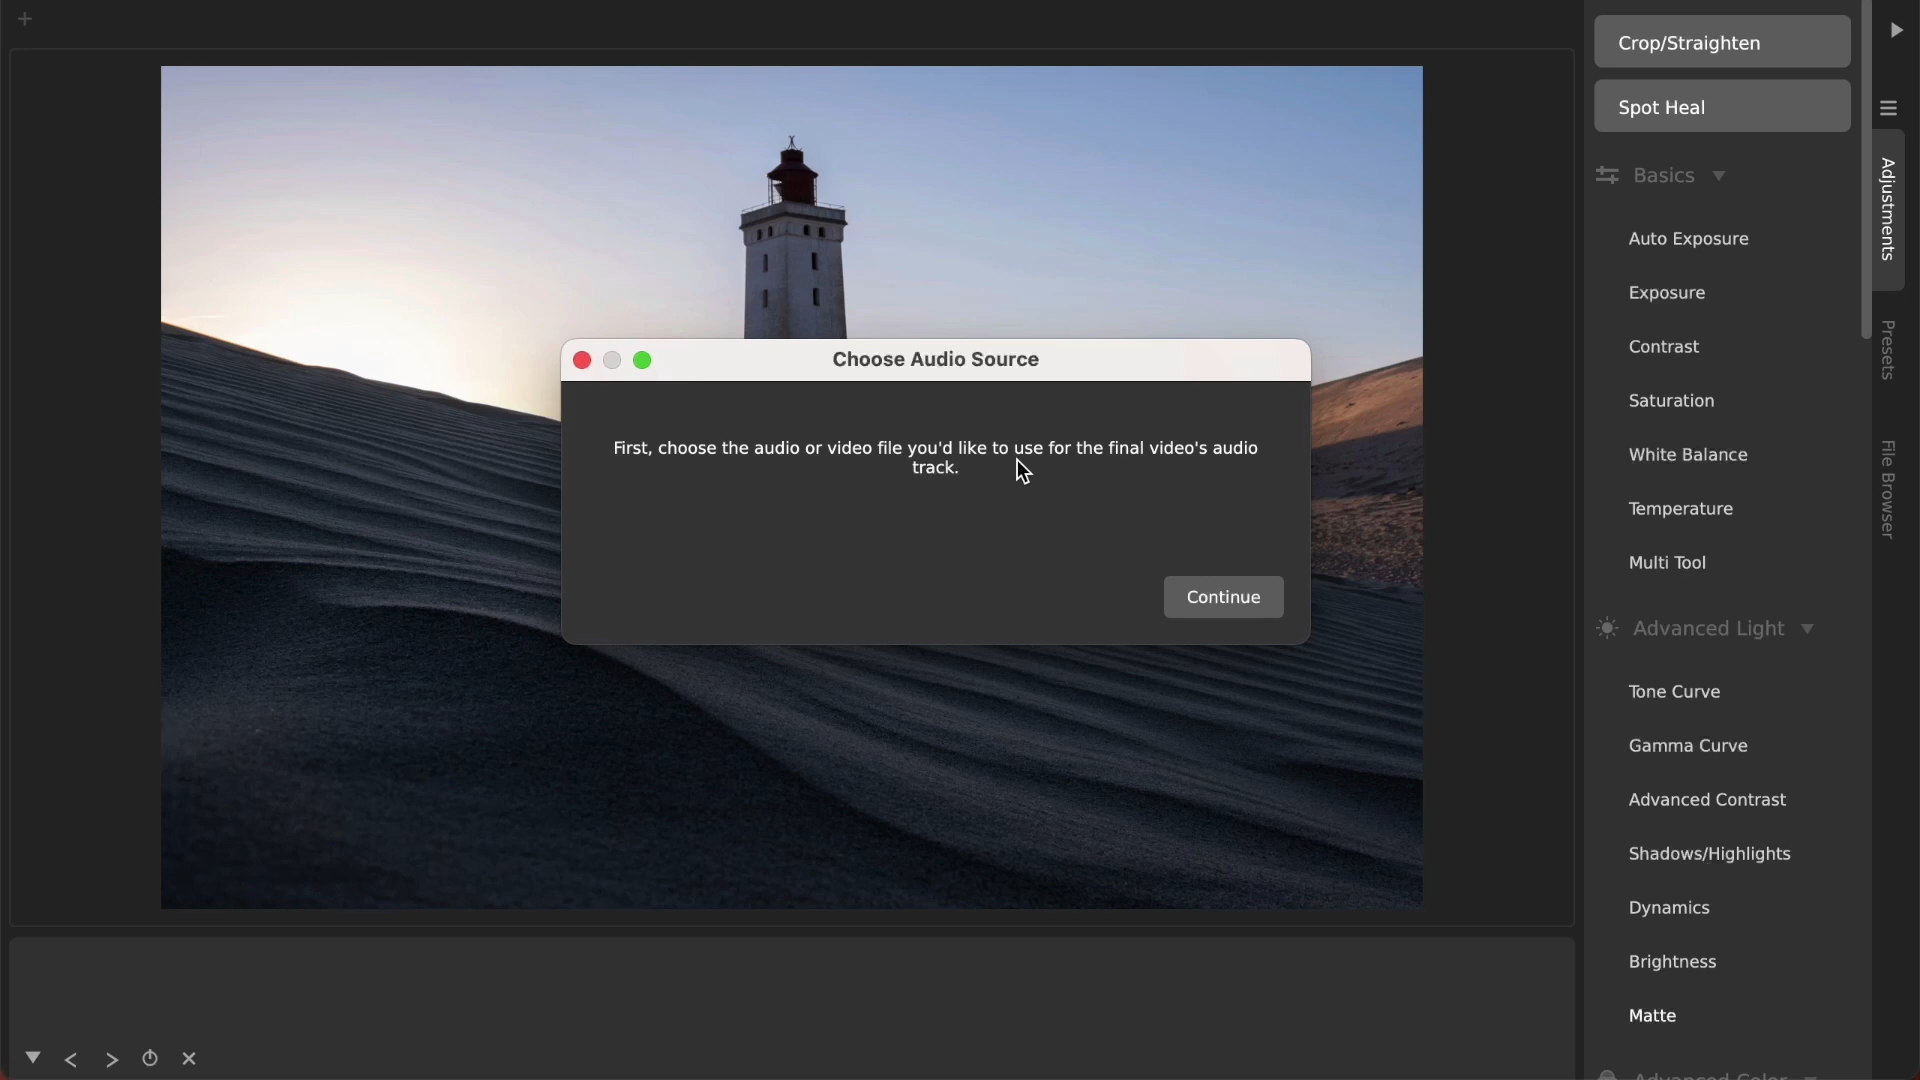 Crop/Straighten
Spot Heal
Basics
Auto Exposure
Exposure
Contrast
Saturation
White Balance
Temperature
Multi Tool
Advanced Light
Tone Curve
Gamma Curve
Advanced Contrast
Shadows/Highlights
Dynamics
Brightness
Matte
Advanced Color
Adjustments
Presets
File Browser
Choose Audio Source
First, choose the audio or video file you'd like to use for the final video's audio
track.
Continue